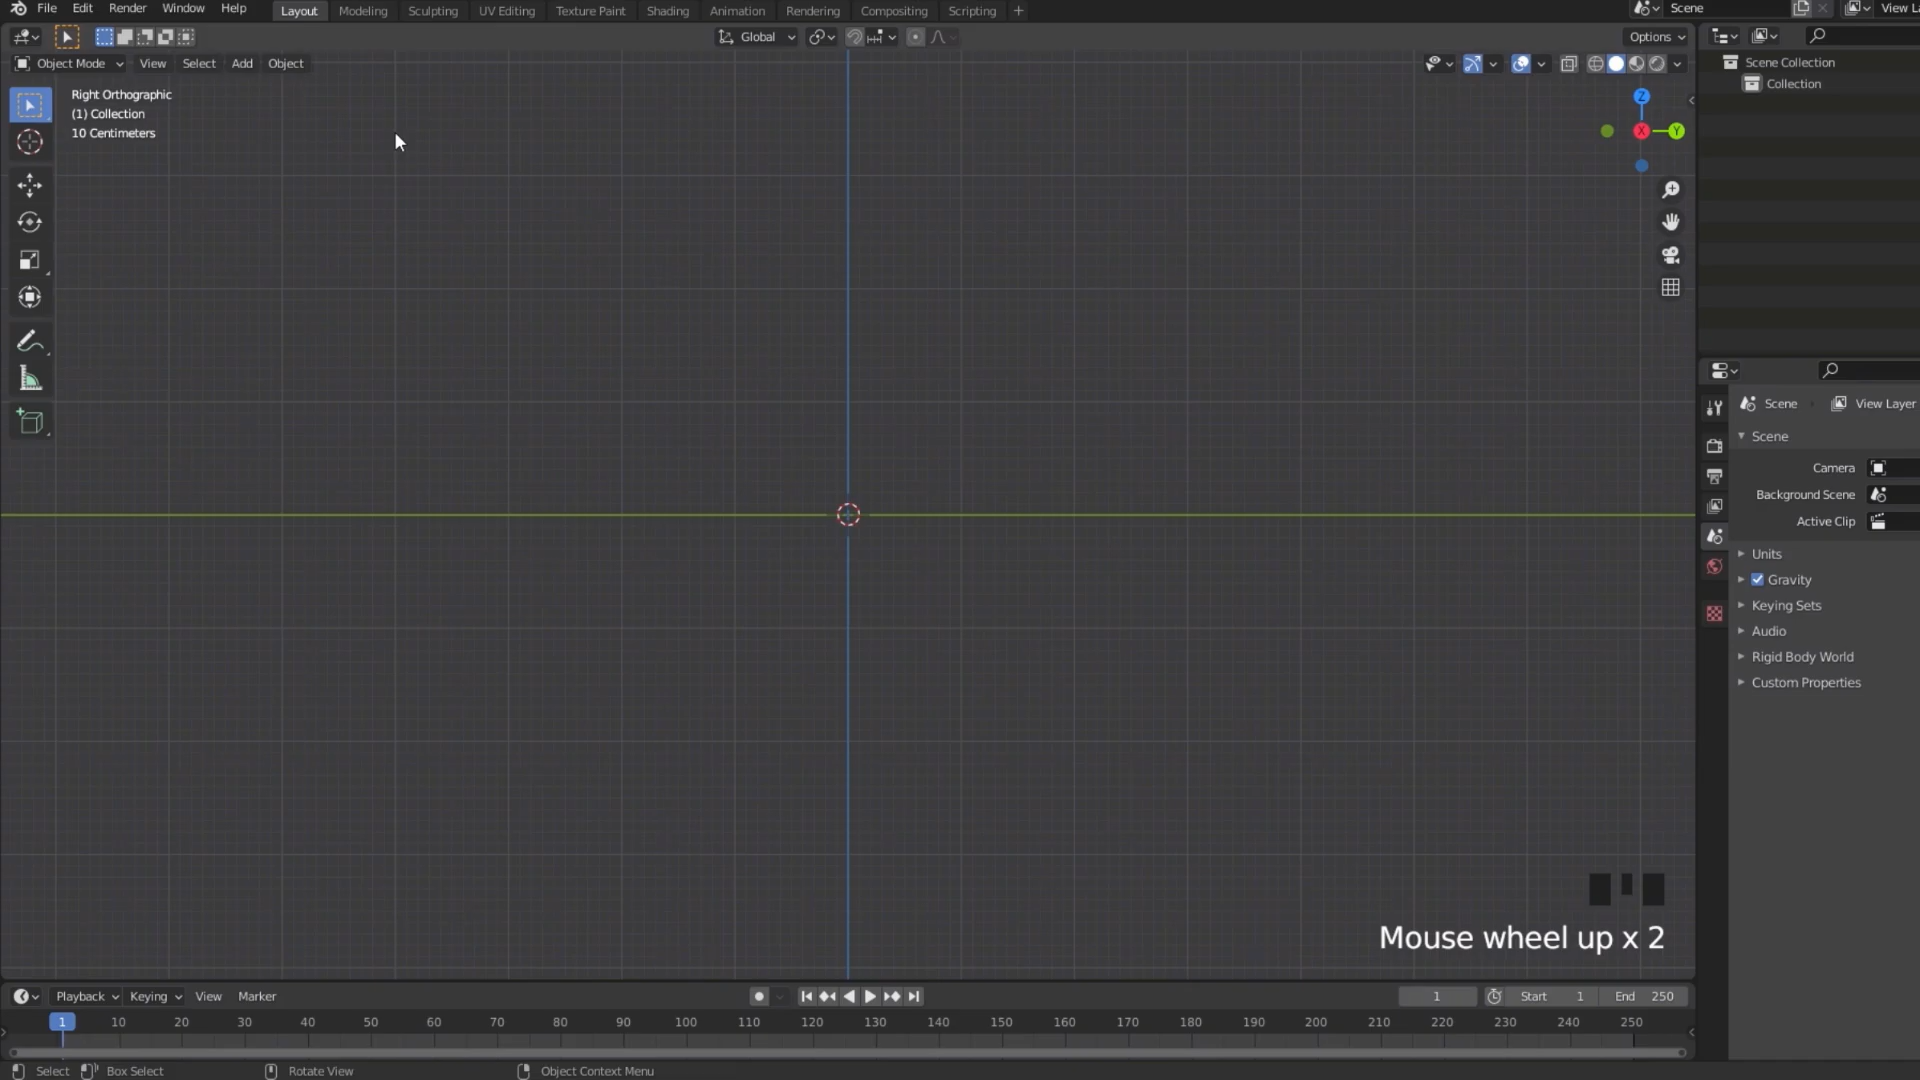 File Edit Render Window Help Layout Modeling Sculpting UV Editing Texture Paint Shading Animation Rendering Compositing Scripting + Scene View La
Global Options
Object Mode View Select Add Object
Right Orthographic
(1) Collection
10 Centimeters
Z
X
Y
Scene Collection
Collection
Scene View Layer
Scene
Camera
Background Scene
Active Clip
Units
Gravity
Keying Sets
Audio
Rigid Body World
Custom Properties
Mouse wheel up x 2
Playback Keying View Marker 1 Start 1 End 250
1 10 20 30 40 50 60 70 80 90 100 110 120 130 140 150 160 170 180 190 200 210 220 230 240 250
Select Box Select Rotate View Object Context Menu